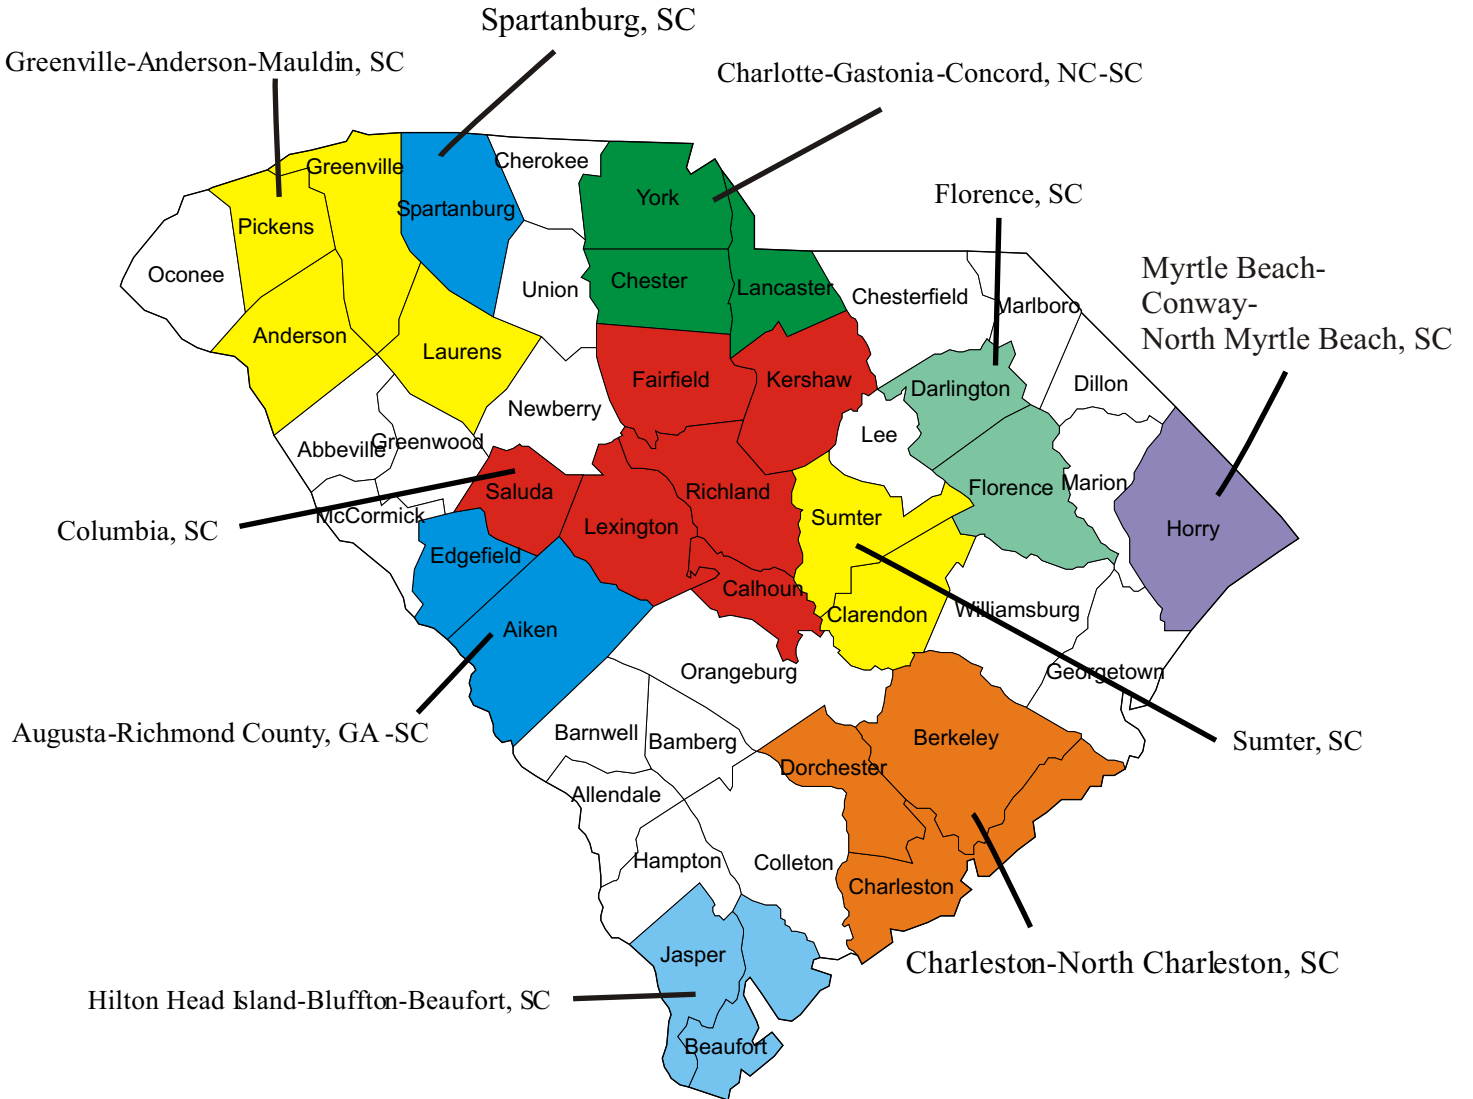 Spartanburg, SC
Greenville-Anderson-Mauldin, SC
Charlotte-Gastonia-Concord, NC-SC
Cherokee
Greenville
York
Florence, SC
Spartanburg
Pickens
Myrtle Beach-
Conway-
North Myrtle Beach, SC
Oconee
Union
Chester
Lancaster
Chesterfield
Marlboro
Anderson
Laurens
Fairfield
Kershaw
Darlington
Dillon
Newberry
Lee
Abbeville
Greenwood
Saluda
Richland
Florence
Marion
McCormick
Lexington
Sumter
Horry
Columbia, SC
Edgefield
Calhoun
Clarendon
Williamsburg
Aiken
Orangeburg
Georgetown
Augusta-Richmond County, GA -SC
Barnwell
Bamberg
Berkeley
Sumter, SC
Dorchester
Allendale
Hampton
Colleton
Charleston
Jasper
Charleston-North Charleston, SC
Hilton Head Island-Bluffton-Beaufort, SC
Beaufort